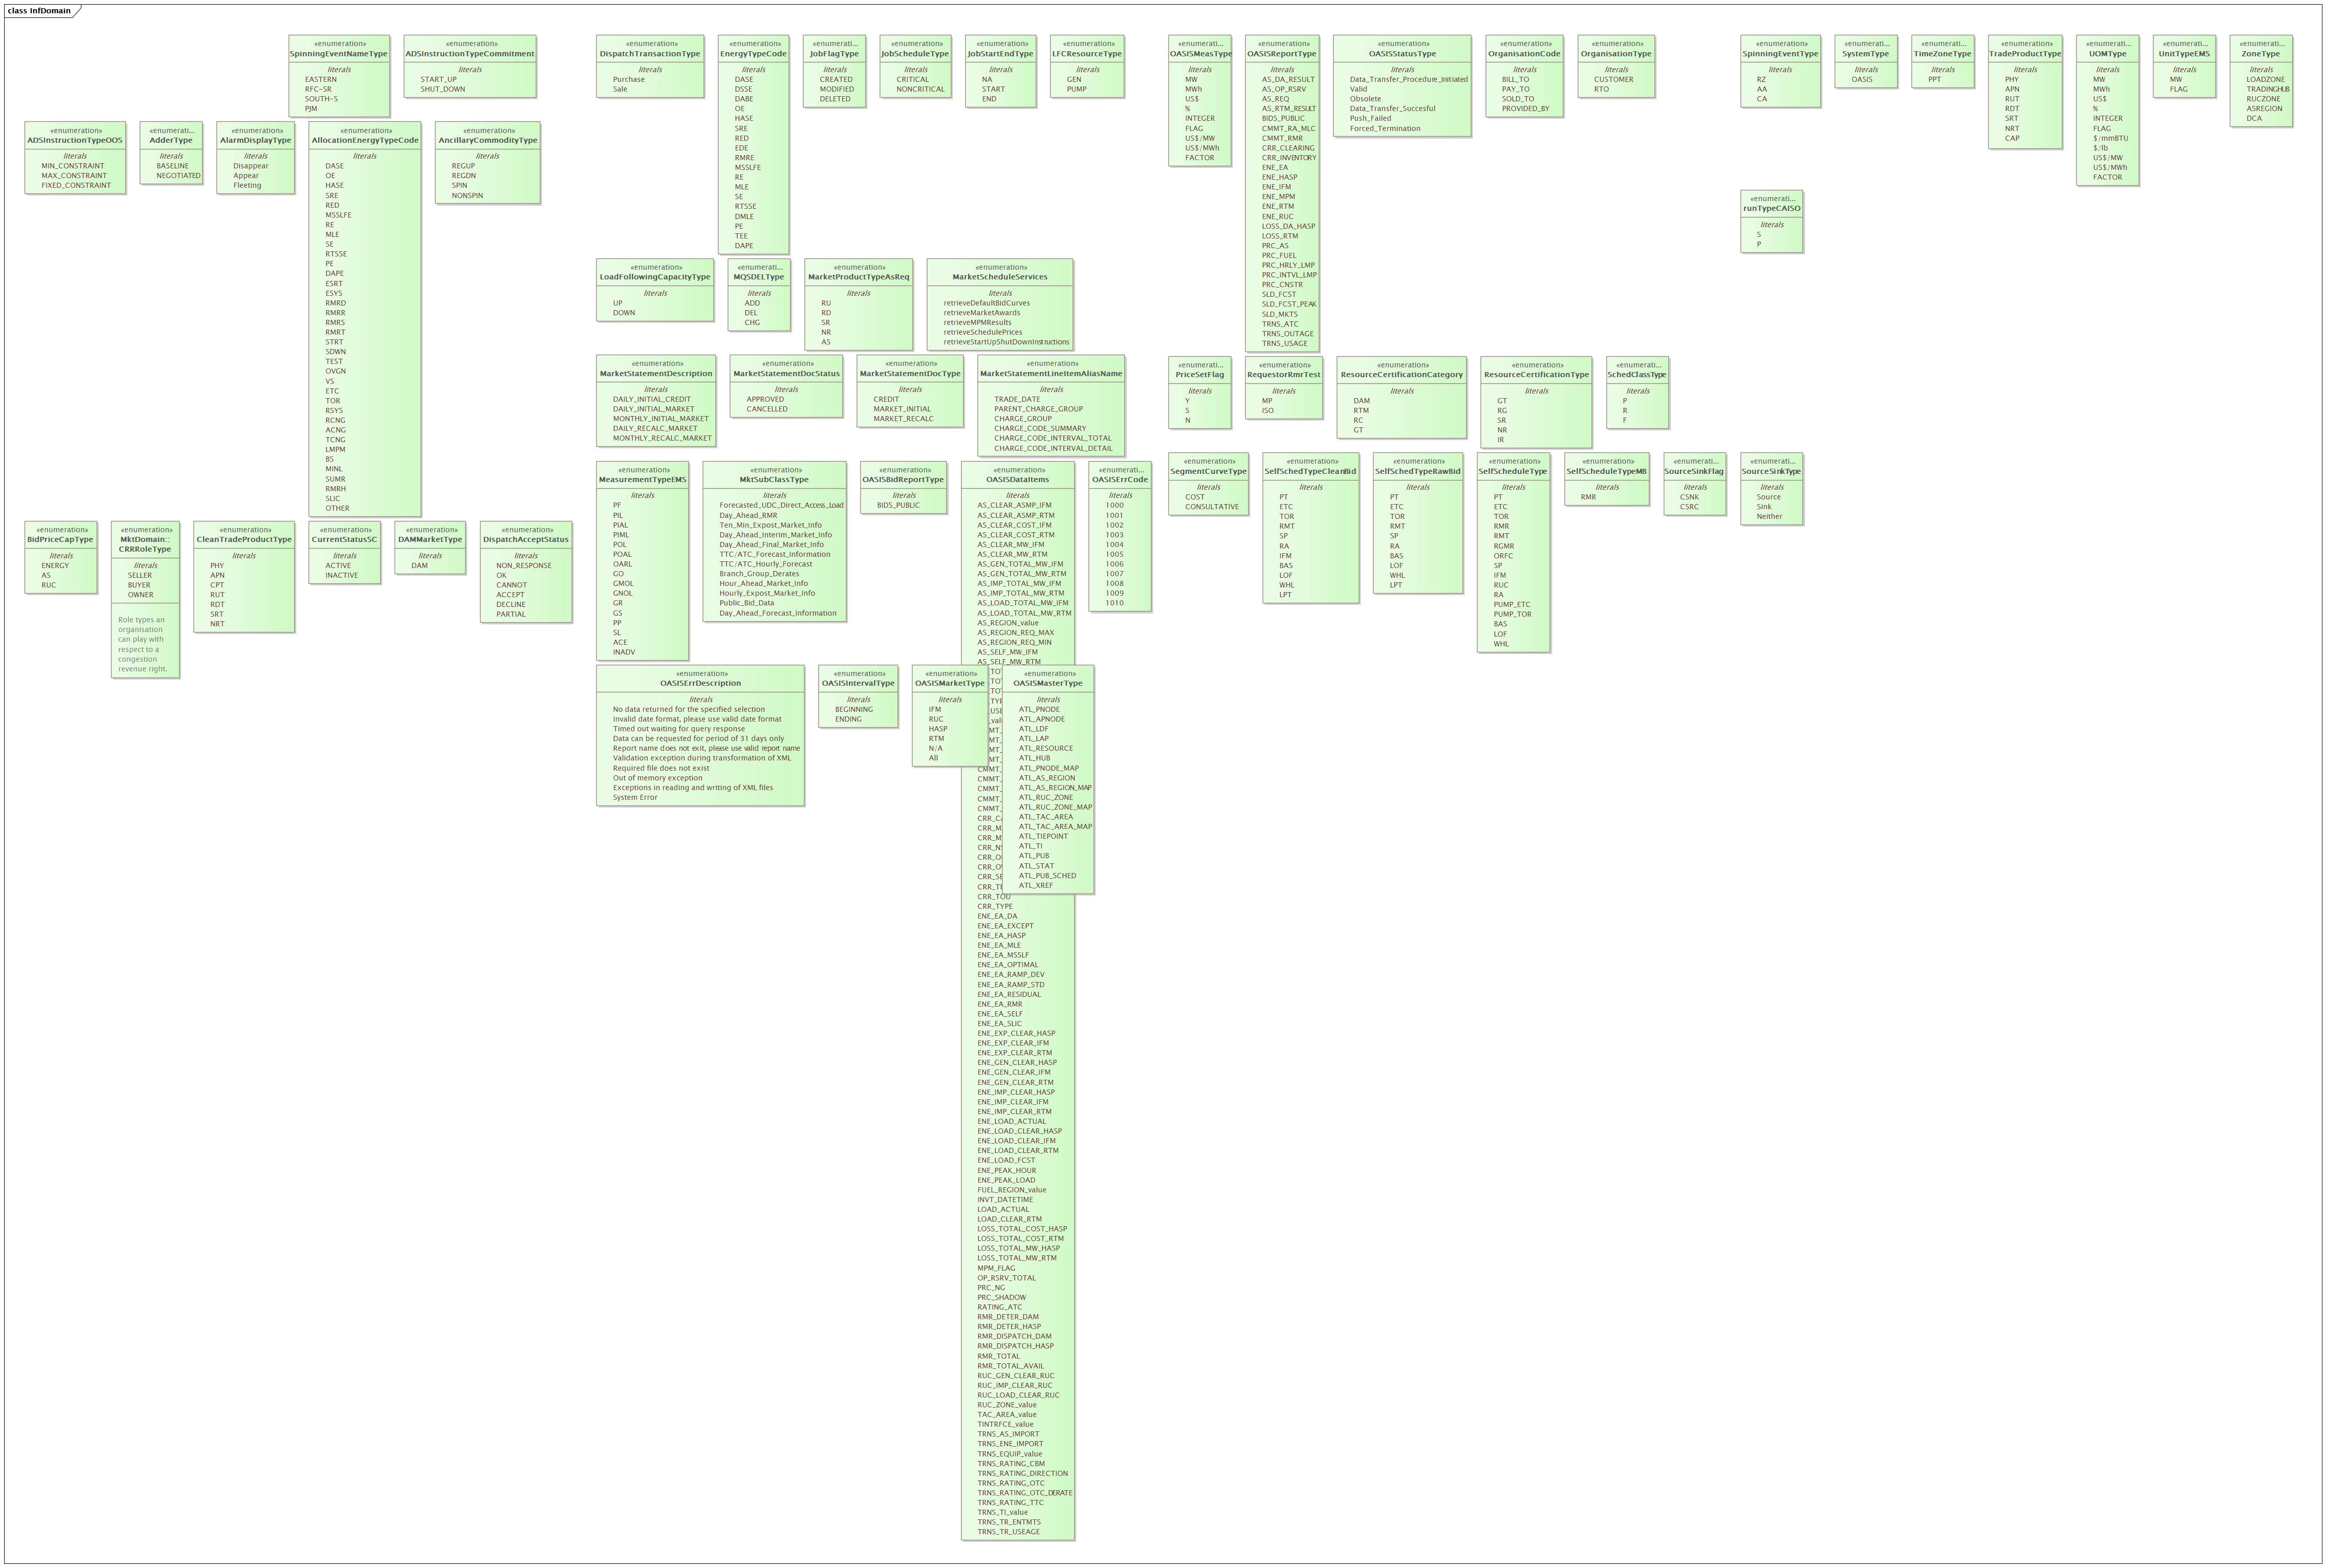 class InfDomain
«enumeration»
SpinningEventNameType
literals
EASTERN
RFC-SR
SOUTH-S
PJM
«enumeration»
ADSInstructionTypeCommitment
literals
START_UP
SHUT_DOWN
«enumeration»
ADSInstructionTypeOOS
literals
MIN_CONSTRAINT
MAX_CONSTRAINT
FIXED_CONSTRAINT
«enumerati...
AdderType
literals
BASELINE
NEGOTIATED
«enumeration»
AlarmDisplayType
literals
Disappear
Appear
Fleeting
«enumeration»
AllocationEnergyTypeCode
literals
DASE
OE
HASE
SRE
RED
MSSLFE
RE
MLE
SE
RTSSE
PE
DAPE
ESRT
ESYS
RMRD
RMRR
RMRS
RMRT
STRT
SDWN
TEST
OVGN
VS
ETC
TOR
RSYS
RCNG
ACNG
TCNG
LMPM
BS
MINL
SUMR
RMRH
SLIC
OTHER
«enumeration»
AncillaryCommodityType
literals
REGUP
REGDN
SPIN
NONSPIN
«enumeration»
BidPriceCapType
literals
ENERGY
AS
RUC
«enumeration»
MktDomain::
CRRRoleType
literals
SELLER
BUYER
OWNER
Role types an
organisation
can play with
respect to a
congestion
revenue right.
«enumeration»
CleanTradeProductType
literals
PHY
APN
CPT
RUT
RDT
SRT
NRT
«enumeration»
CurrentStatusSC
literals
ACTIVE
INACTIVE
«enumeration»
DAMMarketType
literals
DAM
«enumeration»
DispatchAcceptStatus
literals
NON_RESPONSE
OK
CANNOT
ACCEPT
DECLINE
PARTIAL
«enumeration»
DispatchTransactionType
literals
Purchase
Sale
«enumeration»
EnergyTypeCode
literals
DASE
DSSE
DABE
OE
HASE
SRE
RED
EDE
RMRE
MSSLFE
RE
MLE
SE
RTSSE
DMLE
PE
TEE
DAPE
«enumerati...
JobFlagType
literals
CREATED
MODIFIED
DELETED
«enumeration»
JobScheduleType
literals
CRITICAL
NONCRITICAL
«enumeration»
JobStartEndType
literals
NA
START
END
«enumeration»
LFCResourceType
literals
GEN
PUMP
«enumeration»
LoadFollowingCapacityType
literals
UP
DOWN
«enumerati...
MQSDELType
literals
ADD
DEL
CHG
«enumeration»
MarketProductTypeAsReq
literals
RU
RD
SR
NR
AS
«enumeration»
MarketScheduleServices
literals
retrieveDefaultBidCurves
retrieveMarketAwards
retrieveMPMResults
retrieveSchedulePrices
retrieveStartUpShutDownInstructions
«enumeration»
MarketStatementDescription
literals
DAILY_INITIAL_CREDIT
DAILY_INITIAL_MARKET
MONTHLY_INITIAL_MARKET
DAILY_RECALC_MARKET
MONTHLY_RECALC_MARKET
«enumeration»
MarketStatementDocStatus
literals
APPROVED
CANCELLED
«enumeration»
MarketStatementDocType
literals
CREDIT
MARKET_INITIAL
MARKET_RECALC
«enumeration»
MarketStatementLineItemAliasName
literals
TRADE_DATE
PARENT_CHARGE_GROUP
CHARGE_GROUP
CHARGE_CODE_SUMMARY
CHARGE_CODE_INTERVAL_TOTAL
CHARGE_CODE_INTERVAL_DETAIL
«enumeration»
MeasurementTypeEMS
literals
PF
PIL
PIAL
PIML
POL
POAL
OARL
GO
GMOL
GNOL
GR
GS
PP
SL
ACE
INADV
«enumeration»
MktSubClassType
literals
Forecasted_UDC_Direct_Access_Load
Day_Ahead_RMR
Ten_Min_Expost_Market_Info
Day_Ahead_Interim_Market_Info
Day_Ahead_Final_Market_Info
TTC/ATC_Forecast_Information
TTC/ATC_Hourly_Forecast
Branch_Group_Derates
Hour_Ahead_Market_Info
Hourly_Expost_Market_Info
Public_Bid_Data
Day_Ahead_Forecast_Information
«enumeration»
OASISBidReportType
literals
BIDS_PUBLIC
«enumeration»
OASISDataItems
literals
AS_CLEAR_ASMP_IFM
AS_CLEAR_ASMP_RTM
AS_CLEAR_COST_IFM
AS_CLEAR_COST_RTM
AS_CLEAR_MW_IFM
AS_CLEAR_MW_RTM
AS_GEN_TOTAL_MW_IFM
AS_GEN_TOTAL_MW_RTM
AS_IMP_TOTAL_MW_IFM
AS_IMP_TOTAL_MW_RTM
AS_LOAD_TOTAL_MW_IFM
AS_LOAD_TOTAL_MW_RTM
AS_REGION_value
AS_REGION_REQ_MAX
AS_REGION_REQ_MIN
AS_SELF_MW_IFM
AS_SELF_MW_RTM
CRR_TOU
CRR_TYPE
ENE_EA_DA
ENE_EA_EXCEPT
ENE_EA_HASP
ENE_EA_MLE
ENE_EA_MSSLF
ENE_EA_OPTIMAL
ENE_EA_RAMP_DEV
ENE_EA_RAMP_STD
ENE_EA_RESIDUAL
ENE_EA_RMR
ENE_EA_SELF
ENE_EA_SLIC
ENE_EXP_CLEAR_HASP
ENE_EXP_CLEAR_IFM
ENE_EXP_CLEAR_RTM
ENE_GEN_CLEAR_HASP
ENE_GEN_CLEAR_IFM
ENE_GEN_CLEAR_RTM
ENE_IMP_CLEAR_HASP
ENE_IMP_CLEAR_IFM
ENE_IMP_CLEAR_RTM
ENE_LOAD_ACTUAL
ENE_LOAD_CLEAR_HASP
ENE_LOAD_CLEAR_IFM
ENE_LOAD_CLEAR_RTM
ENE_LOAD_FCST
ENE_PEAK_HOUR
ENE_PEAK_LOAD
FUEL_REGION_value
INVT_DATETIME
LOAD_ACTUAL
LOAD_CLEAR_RTM
LOSS_TOTAL_COST_HASP
LOSS_TOTAL_COST_RTM
LOSS_TOTAL_MW_HASP
LOSS_TOTAL_MW_RTM
MPM_FLAG
OP_RSRV_TOTAL
PRC_NG
PRC_SHADOW
RATING_ATC
RMR_DETER_DAM
RMR_DETER_HASP
RMR_DISPATCH_DAM
RMR_DISPATCH_HASP
RMR_TOTAL
RMR_TOTAL_AVAIL
RUC_GEN_CLEAR_RUC
RUC_IMP_CLEAR_RUC
RUC_LOAD_CLEAR_RUC
RUC_ZONE_value
TAC_AREA_value
TINTRFCE_value
TRNS_AS_IMPORT
TRNS_ENE_IMPORT
TRNS_EQUIP_value
TRNS_RATING_CBM
TRNS_RATING_DIRECTION
TRNS_RATING_OTC
TRNS_RATING_OTC_DERATE
TRNS_RATING_TTC
TRNS_TI_value
TRNS_TR_ENTMTS
TRNS_TR_USEAGE
«enumerati...
OASISErrCode
literals
1000
1001
1002
1003
1004
1005
1006
1007
1008
1009
1010
«enumeration»
OASISErrDescription
literals
No data returned for the specified selection
Invalid date format, please use valid date format
Timed out waiting for query response
Data can be requested for period of 31 days only
Report name does not exit, please use valid report name
Validation exception during transformation of XML
Required file does not exist
Out of memory exception
Exceptions in reading and writing of XML files
System Error
«enumeration»
OASISIntervalType
literals
BEGINNING
ENDING
«enumeration»
OASISMarketType
literals
IFM
RUC
HASP
RTM
N/A
All
«enumeration»
OASISMasterType
literals
ATL_PNODE
ATL_APNODE
ATL_LDF
ATL_LAP
ATL_RESOURCE
ATL_HUB
ATL_PNODE_MAP
ATL_AS_REGION
ATL_AS_REGION_MAP
ATL_RUC_ZONE
ATL_RUC_ZONE_MAP
ATL_TAC_AREA
ATL_TAC_AREA_MAP
ATL_TIEPOINT
ATL_TI
ATL_PUB
ATL_STAT
ATL_PUB_SCHED
ATL_XREF
«enumerati...
OASISMeasType
literals
MW
MWh
US$
%
INTEGER
FLAG
US$/MW
US$/MWh
FACTOR
«enumeration»
OASISReportType
literals
AS_DA_RESULT
AS_OP_RSRV
AS_REQ
AS_RTM_RESULT
BIDS_PUBLIC
CMMT_RA_MLC
CMMT_RMR
CRR_CLEARING
CRR_INVENTORY
ENE_EA
ENE_HASP
ENE_IFM
ENE_MPM
ENE_RTM
ENE_RUC
LOSS_DA_HASP
LOSS_RTM
PRC_AS
PRC_FUEL
PRC_HRLY_LMP
PRC_INTVL_LMP
PRC_CNSTR
SLD_FCST
SLD_FCST_PEAK
SLD_MKTS
TRNS_ATC
TRNS_OUTAGE
TRNS_USAGE
«enumeration»
OASISStatusType
literals
Data_Transfer_Procedure_Initiated
Valid
Obsolete
Data_Transfer_Succesful
Push_Failed
Forced_Termination
«enumeration»
OrganisationCode
literals
BILL_TO
PAY_TO
SOLD_TO
PROVIDED_BY
«enumeration»
OrganisationType
literals
CUSTOMER
RTO
«enumerati...
PriceSetFlag
literals
Y
S
N
«enumeration»
RequestorRmrTest
literals
MP
ISO
«enumeration»
ResourceCertificationCategory
literals
DAM
RTM
RC
GT
«enumeration»
ResourceCertificationType
literals
GT
RG
SR
NR
IR
«enumerati...
SchedClassType
literals
P
R
F
«enumeration»
SegmentCurveType
literals
COST
CONSULTATIVE
«enumeration»
SelfSchedTypeCleanBid
literals
PT
ETC
TOR
RMT
SP
RA
IFM
BAS
LOF
WHL
LPT
«enumeration»
SelfSchedTypeRawBid
literals
PT
ETC
TOR
RMT
SP
RA
BAS
LOF
WHL
LPT
«enumeration»
SelfScheduleType
literals
PT
ETC
TOR
RMR
RMT
RGMR
ORFC
SP
IFM
RUC
RA
PUMP_ETC
PUMP_TOR
BAS
LOF
WHL
«enumeration»
SelfScheduleTypeMB
literals
RMR
«enumerati...
SourceSinkFlag
literals
CSNK
CSRC
«enumerati...
SourceSinkType
literals
Source
Sink
Neither
«enumeration»
SpinningEventType
literals
RZ
AA
CA
«enumerati...
SystemType
literals
OASIS
«enumerati...
TimeZoneType
literals
PPT
«enumeration»
TradeProductType
literals
PHY
APN
RUT
RDT
SRT
NRT
CAP
«enumerati...
UOMType
literals
MW
MWh
US$
%
INTEGER
FLAG
$/mmBTU
$/lb
US$/MW
US$/MWh
FACTOR
«enumerati...
UnitTypeEMS
literals
MW
FLAG
«enumerati...
ZoneType
literals
LOADZONE
TRADINGHUB
RUCZONE
ASREGION
DCA
«enumerati...
runTypeCAISO
literals
S
P